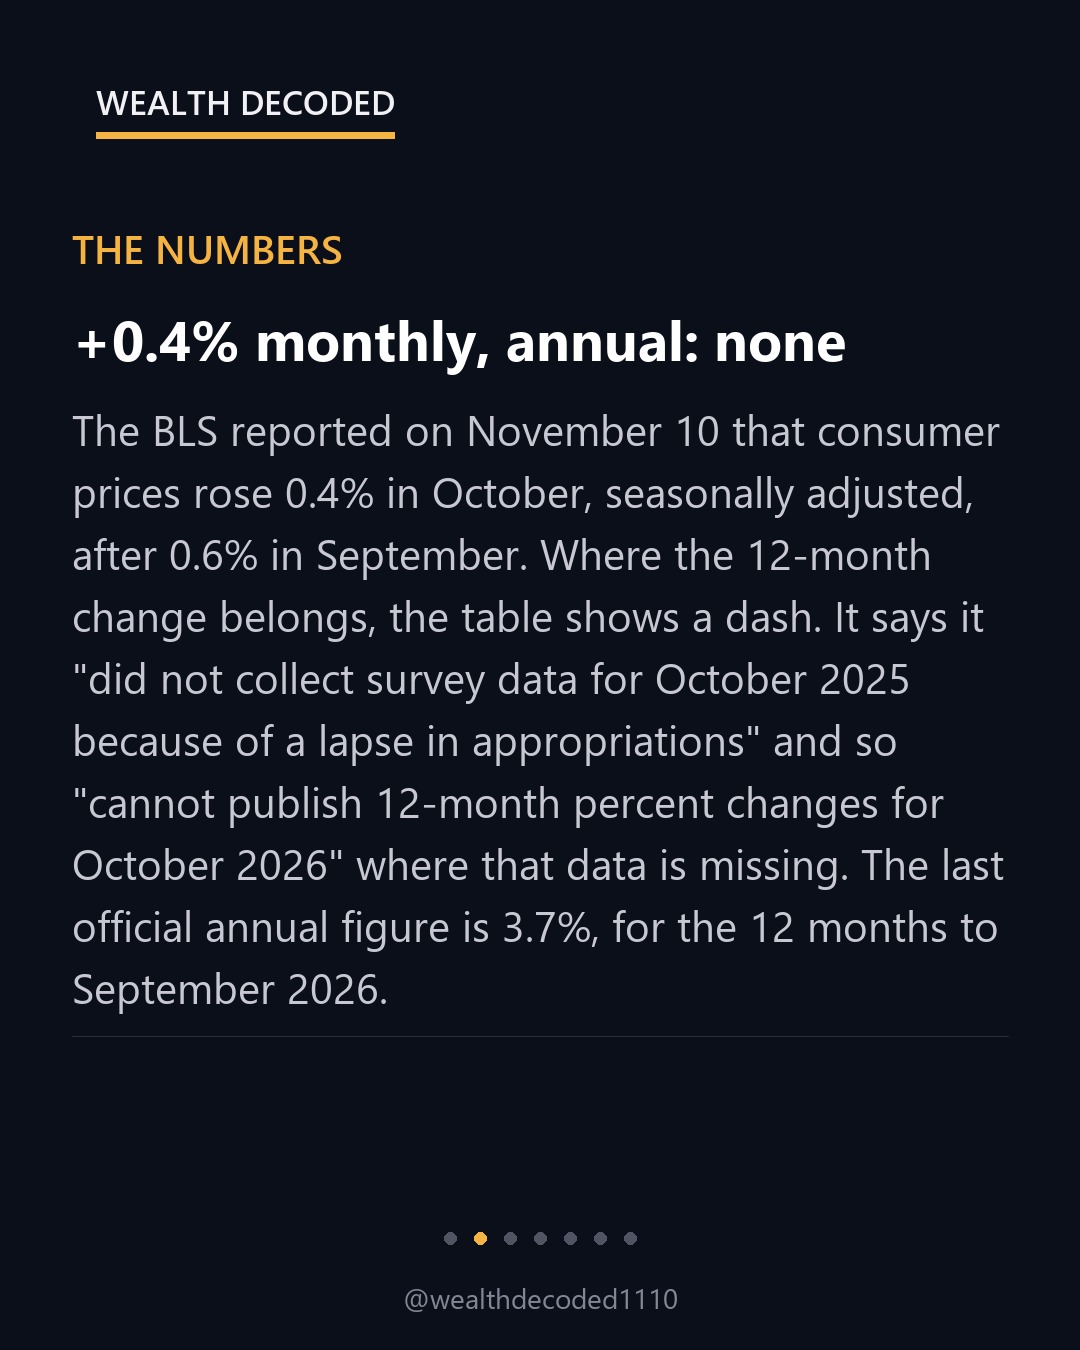 WEALTH DECODED
THE NUMBERS
+0.4% monthly, annual: none
The BLS reported on November 10 that consumer
prices rose 0.4% in October, seasonally adjusted,
after 0.6% in September. Where the 12-month
change belongs, the table shows a dash. It says it
"did not collect survey data for October 2025
because of a lapse in appropriations" and so
"cannot publish 12-month percent changes for
October 2026" where that data is missing. The last
official annual figure is 3.7%, for the 12 months to
September 2026.
@wealthdecoded1110